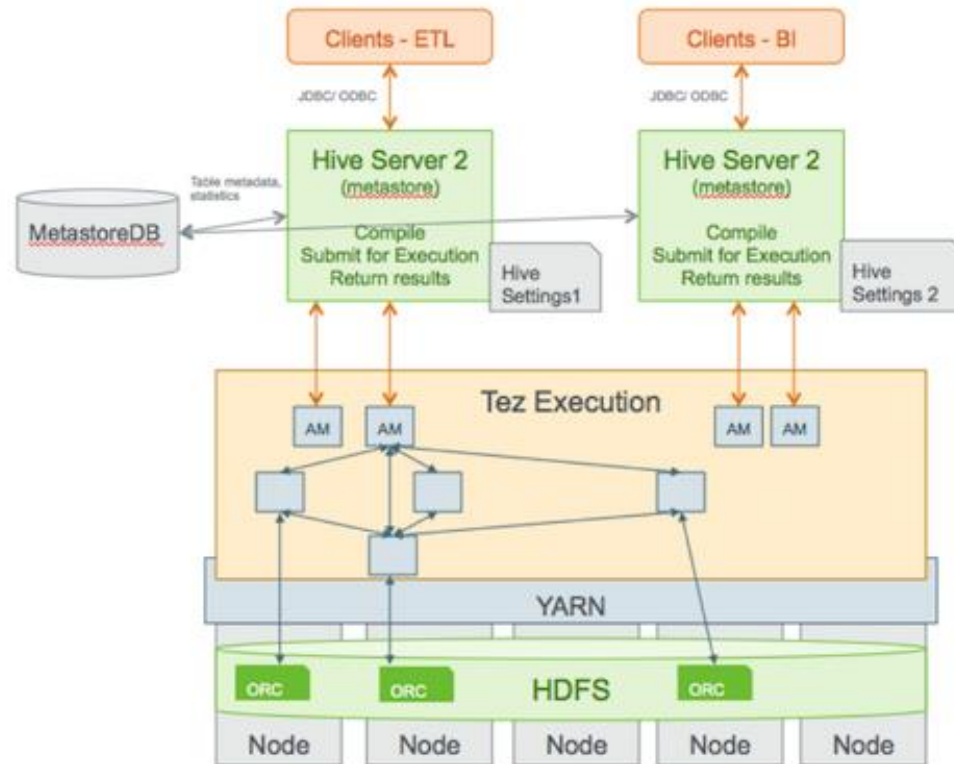 Clients - ETL
Clients - BI
JDBC/ ODBC
JDBC/ ODBC
Hive Server 2
(metastore)
Compile
Submit for Execution
Return results
Hive Server 2
(metastore)
Compile
Submit for Execution
Return results
Table metadata,
statistics
MetastoreDB
Hive
Settings1
Hive
Settings 2
Tez Execution
AM
AM
AM
AM
YARN
ORC
ORC
HDFS
ORC
Node
Node
Node
Node
Node